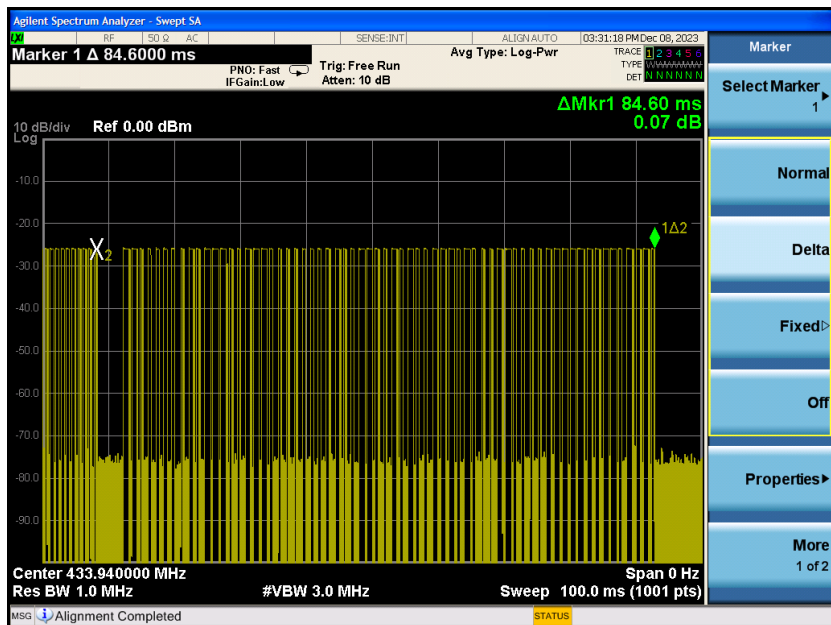 Agilent Spectrum Analyzer - Swept SA
LXI RF 50 Ω AC SENSE:INT ALIGN AUTO 03:31:18 PM Dec 08, 2023
Marker 1 Δ 84.6000 ms
PNO: Fast
IFGain:Low
Trig: Free Run
Atten: 10 dB
Avg Type: Log-Pwr
TRACE 1 2 3 4 5 6
TYPE
DET N N N N N N
ΔMkr1 84.60 ms
0.07 dB
10 dB/div Ref 0.00 dBm
Log
-10.0
-20.0
-30.0
-40.0
-50.0
-60.0
-70.0
-80.0
-90.0
X2
1Δ2
Center 433.940000 MHz Span 0 Hz
Res BW 1.0 MHz #VBW 3.0 MHz Sweep 100.0 ms (1001 pts)
MSG Alignment Completed STATUS
Marker
Select Marker
1
Normal
Delta
Fixed
Off
Properties
More
1 of 2